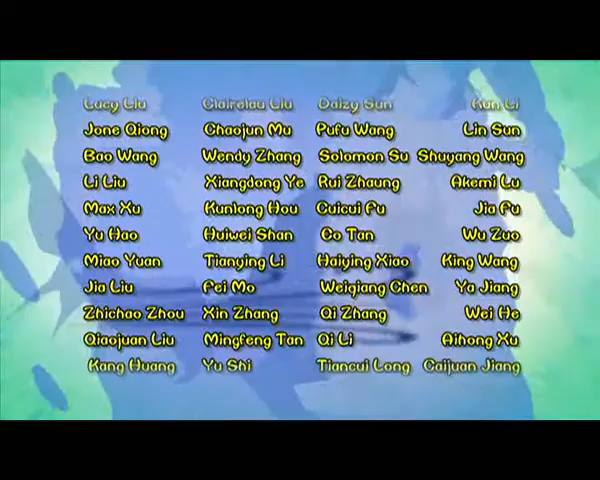 Lucy Liu Clairelau Liu Daizy Sun Kun Li
Jone Qiong Chaojun Mu Pufu Wang Lin Sun
Bao Wang Wendy Zhang Solomon Su Shuyang Wang
Li Liu Xiangdong Ye Rui Zhaung Akemi Lu
Max Xu Kunlong Hou Cuicui Fu Jia Fu
Yu Hao Huiwei Shan Co Tan Wu Zuo
Miao Yuan Tianying Li Haiying Xiao King Wang
Jia Liu Fei Mo Weiqiang Chen Ya Jiang
Zhichao Zhou Xin Zhang Qi Zhang Wei He
Qiaojuan Liu Mingfeng Tan Qi Li Aihong Xu
Kang Huang Yu Shi Tiancui Long Caijuan Jiang